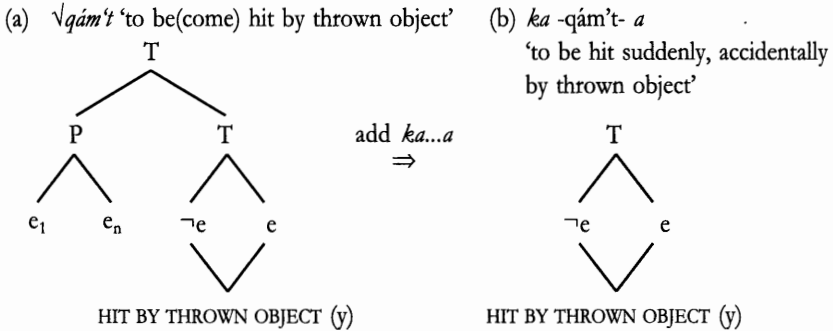 (a) √qám't 'to be(come) hit by thrown object'
(b) ka -qám't- a
'to be hit suddenly, accidentally
by thrown object'
T
P T
add ka...a
⇒
T
e₁ eₙ ¬e e
¬e e
HIT BY THROWN OBJECT (y)
HIT BY THROWN OBJECT (y)